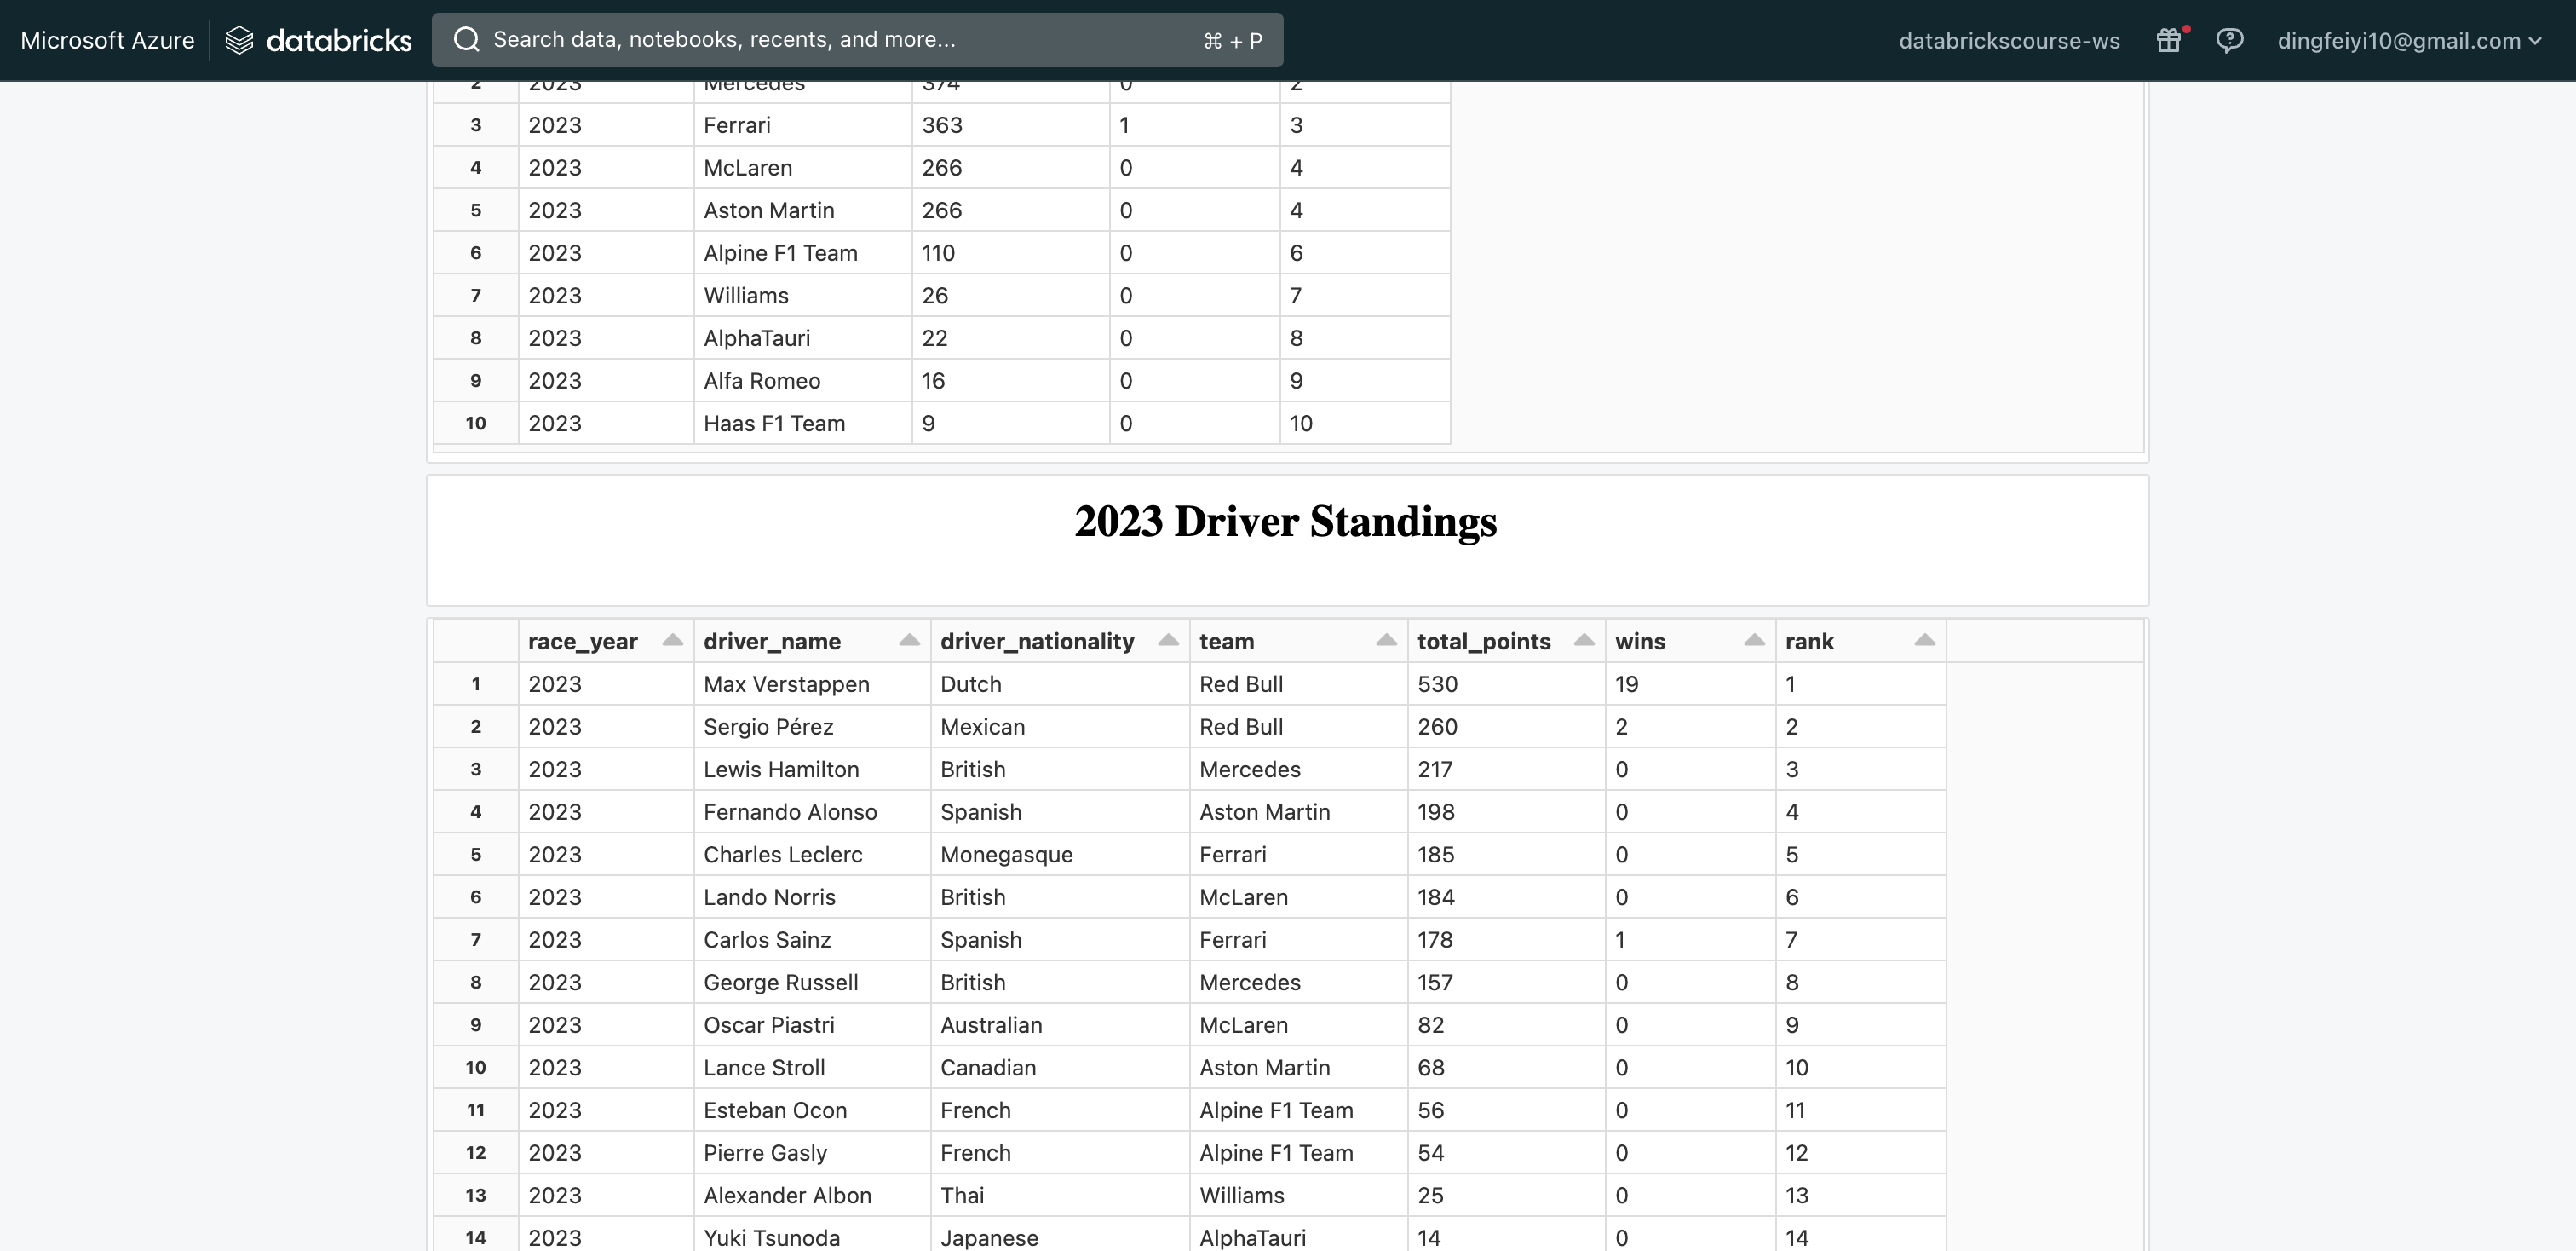 Microsoft Azure databricks Search data, notebooks, recents, and more... ⌘ + P databrickscourse-ws dingfeiyi10@gmail.com
2 2023 Mercedes 374 0 2
3 2023 Ferrari 363 1 3
4 2023 McLaren 266 0 4
5 2023 Aston Martin 266 0 4
6 2023 Alpine F1 Team 110 0 6
7 2023 Williams 26 0 7
8 2023 AlphaTauri 22 0 8
9 2023 Alfa Romeo 16 0 9
10 2023 Haas F1 Team 9 0 10
2023 Driver Standings
race_year driver_name driver_nationality team total_points wins rank
1 2023 Max Verstappen Dutch Red Bull 530 19 1
2 2023 Sergio Pérez Mexican Red Bull 260 2 2
3 2023 Lewis Hamilton British Mercedes 217 0 3
4 2023 Fernando Alonso Spanish Aston Martin 198 0 4
5 2023 Charles Leclerc Monegasque Ferrari 185 0 5
6 2023 Lando Norris British McLaren 184 0 6
7 2023 Carlos Sainz Spanish Ferrari 178 1 7
8 2023 George Russell British Mercedes 157 0 8
9 2023 Oscar Piastri Australian McLaren 82 0 9
10 2023 Lance Stroll Canadian Aston Martin 68 0 10
11 2023 Esteban Ocon French Alpine F1 Team 56 0 11
12 2023 Pierre Gasly French Alpine F1 Team 54 0 12
13 2023 Alexander Albon Thai Williams 25 0 13
14 2023 Yuki Tsunoda Japanese AlphaTauri 14 0 14